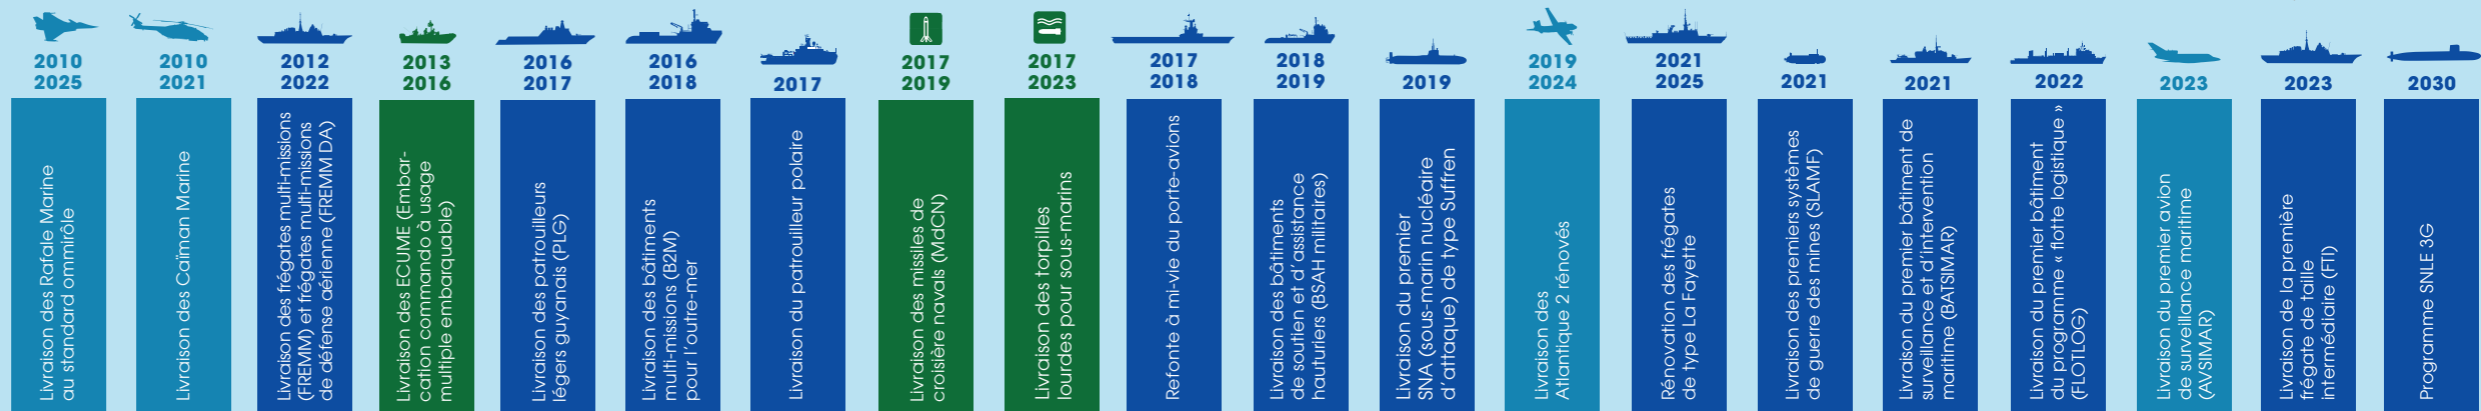 2010
2025
Livraison des Rafale Marine
au standard ommirôle
2010
2021
Livraison des Caïman Marine
2012
2022
Livraison des frégates multi-missions
(FREMM) et frégates multi-missions
de défense aérienne (FREMM DA)
2013
2016
Livraison des ECUME (Embar-
cation commando à usage
multiple embarquable)
2016
2017
Livraison des patrouilleurs
légers guyanais (PLG)
2016
2018
Livraison des bâtiments
multi-missions (B2M)
pour l'outre-mer
2017
Livraison du patrouilleur polaire
2017
2019
Livraison des missiles de
croisière navals (MdCN)
2017
2023
Livraison des torpilles
lourdes pour sous-marins
2017
2018
Refonte à mi-vie du porte-avions
2018
2019
Livraison des bâtiments
de soutien et d'assistance
hauturiers (BSAH militaires)
2019
Livraison du premier
SNA (sous-marin nucléaire
d'attaque) de type Suffren
2019
2024
Livraison des
Atlantique 2 rénovés
2021
2025
Rénovation des frégates
de type La Fayette
2021
Livraison des premiers systèmes
de guerre des mines (SLAMF)
2021
Livraison du premier bâtiment de
surveillance et d'intervention
maritime (BATSIMAR)
2022
Livraison du premier bâtiment
du programme « flotte logistique »
(FLOTLOG)
2023
Livraison du premier avion
de surveillance maritime
(AVSIMAR)
2023
Livraison de la première
frégate de taille
intermédiaire (FTI)
2030
Programme SNLE 3G